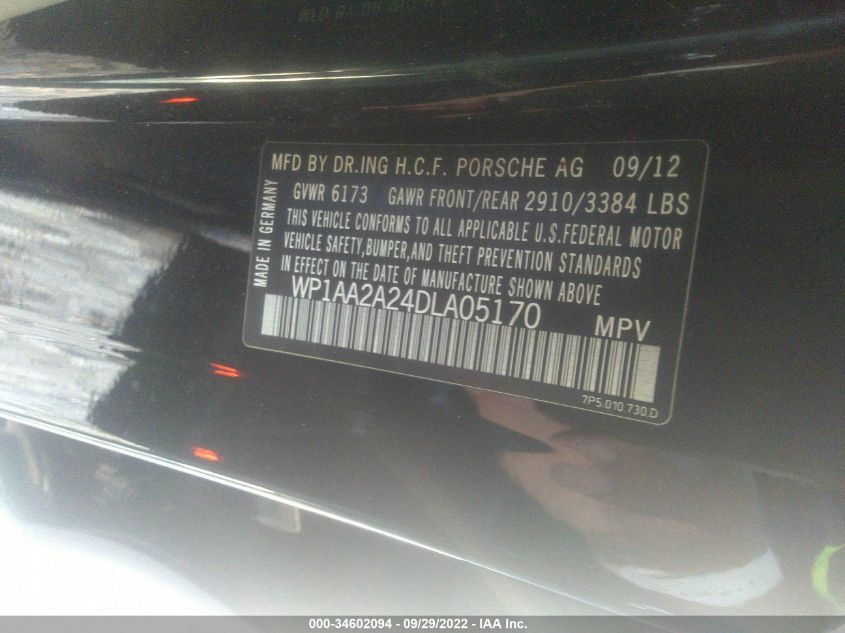 MFD BY DR.ING H.C.F. PORSCHE AG 09/12
GVWR 6173 GAWR FRONT/REAR 2910/3384 LBS
THIS VEHICLE CONFORMS TO ALL APPLICABLE U.S.FEDERAL MOTOR
VEHICLE SAFETY,BUMPER,AND THEFT PREVENTION STANDARDS
IN EFFECT ON THE DATE OF MANUFACTURE SHOWN ABOVE
WP1AA2A24DLA05170 MPV
7P5.010.730.D
MADE IN GERMANY
000-34602094 - 09/29/2022 - IAA Inc.